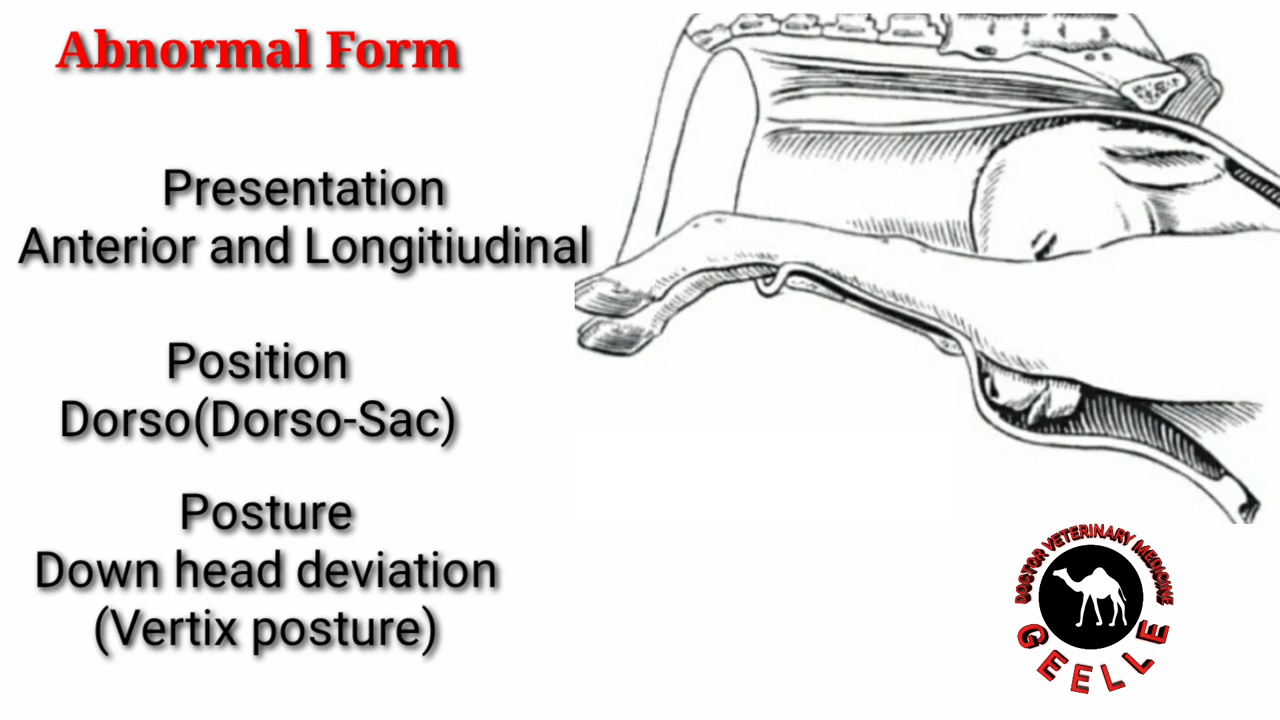 Abnormal Form
Presentation
Anterior and Longitiudinal
Position
Dorso(Dorso-Sac)
Posture
Down head deviation
(Vertix posture)
DOCTOR VETERINARY MEDICINE
GEELLE